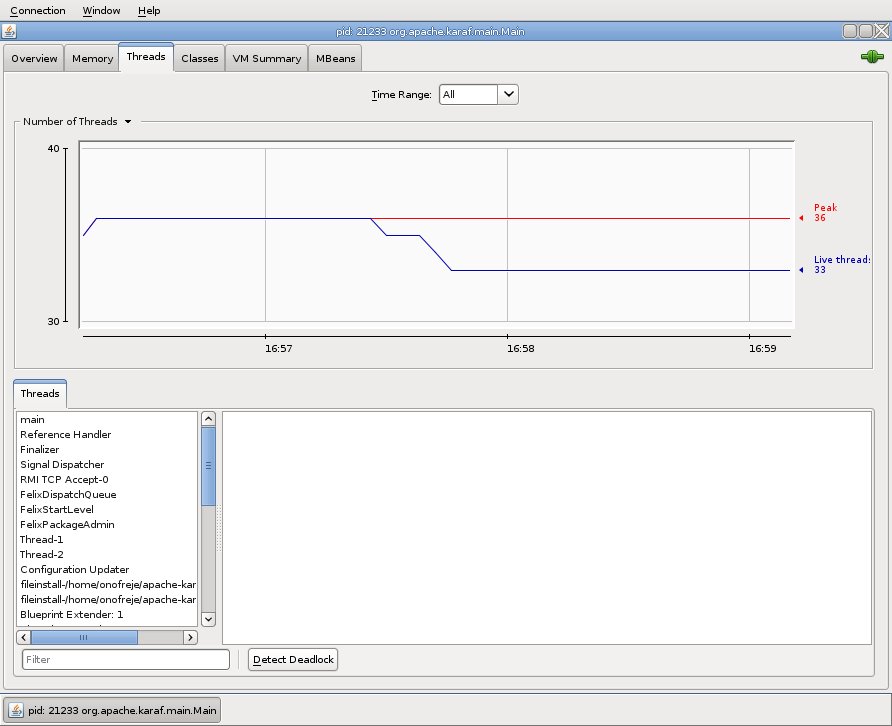 Connection Window Help
pid: 21233 org.apache.karaf.main.Main
Overview Memory Threads Classes VM Summary MBeans
Time Range: All
Number of Threads
40
Peak
36
Live threads
33
30
16:57 16:58 16:59
Threads
main
Reference Handler
Finalizer
Signal Dispatcher
RMI TCP Accept-0
FelixDispatchQueue
FelixStartLevel
FelixPackageAdmin
Thread-1
Thread-2
Configuration Updater
fileinstall-/home/onofreje/apache-kar
fileinstall-/home/onofreje/apache-kar
Blueprint Extender: 1
Filter Detect Deadlock
pid: 21233 org.apache.karaf.main.Main